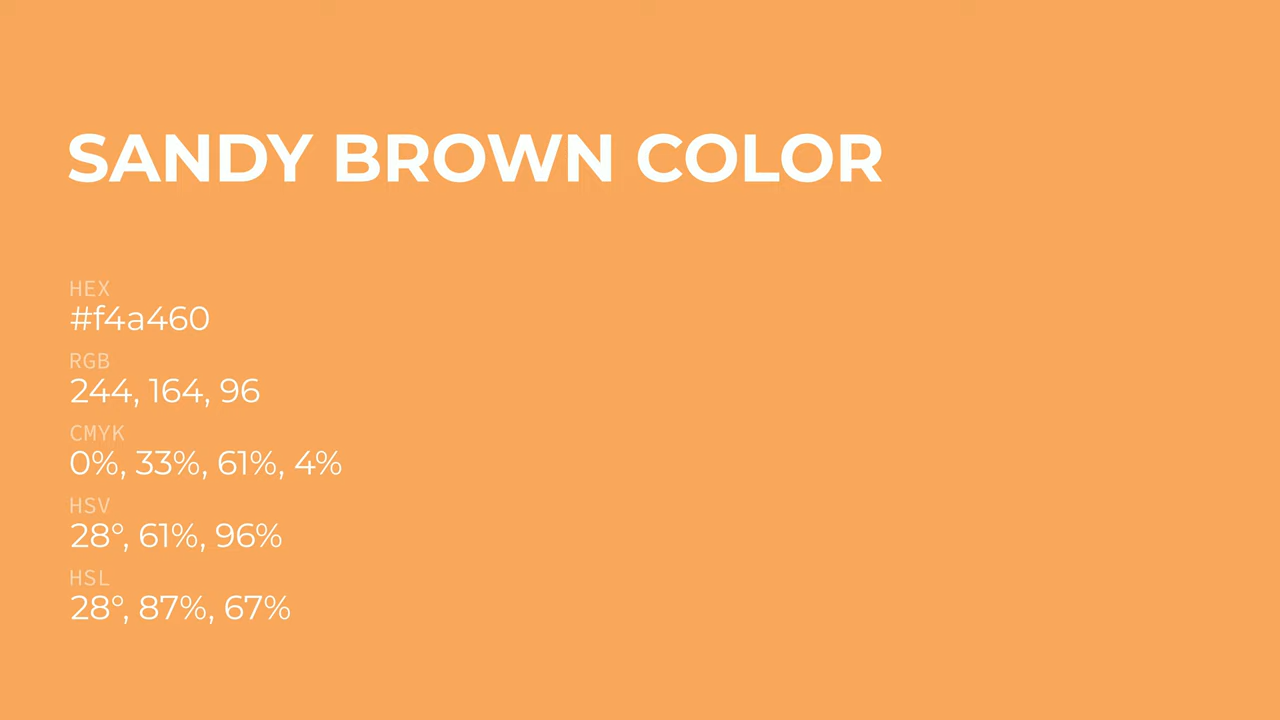 SANDY BROWN COLOR
HEX
#f4a460
RGB
244, 164, 96
CMYK
0%, 33%, 61%, 4%
HSV
28°, 61%, 96%
HSL
28°, 87%, 67%